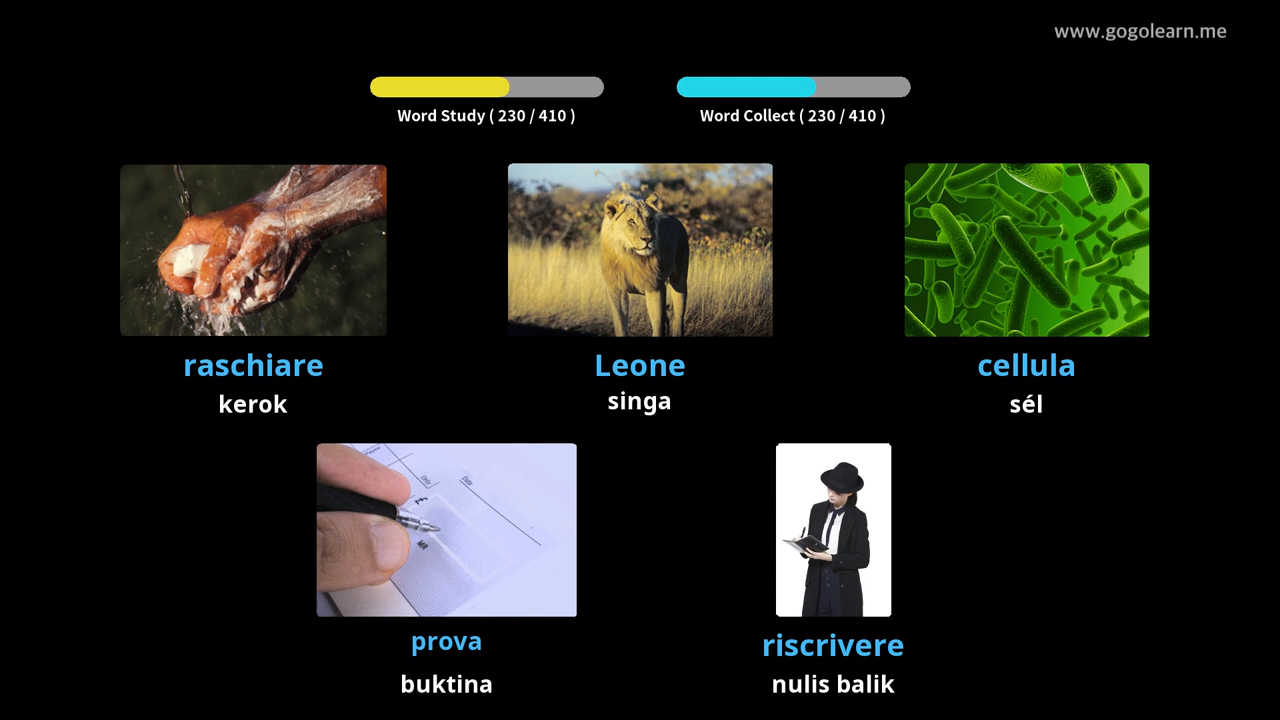 www.gogolearn.me
Word Study ( 230 / 410 )
Word Collect ( 230 / 410 )
raschiare
kerok
Leone
singa
cellula
sél
prova
buktina
riscrivere
nulis balik